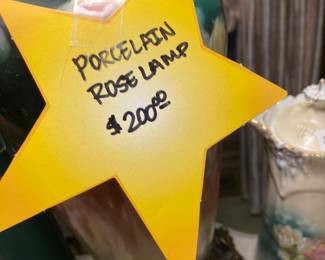 PORCELAIN
ROSE LAMP
$200.00